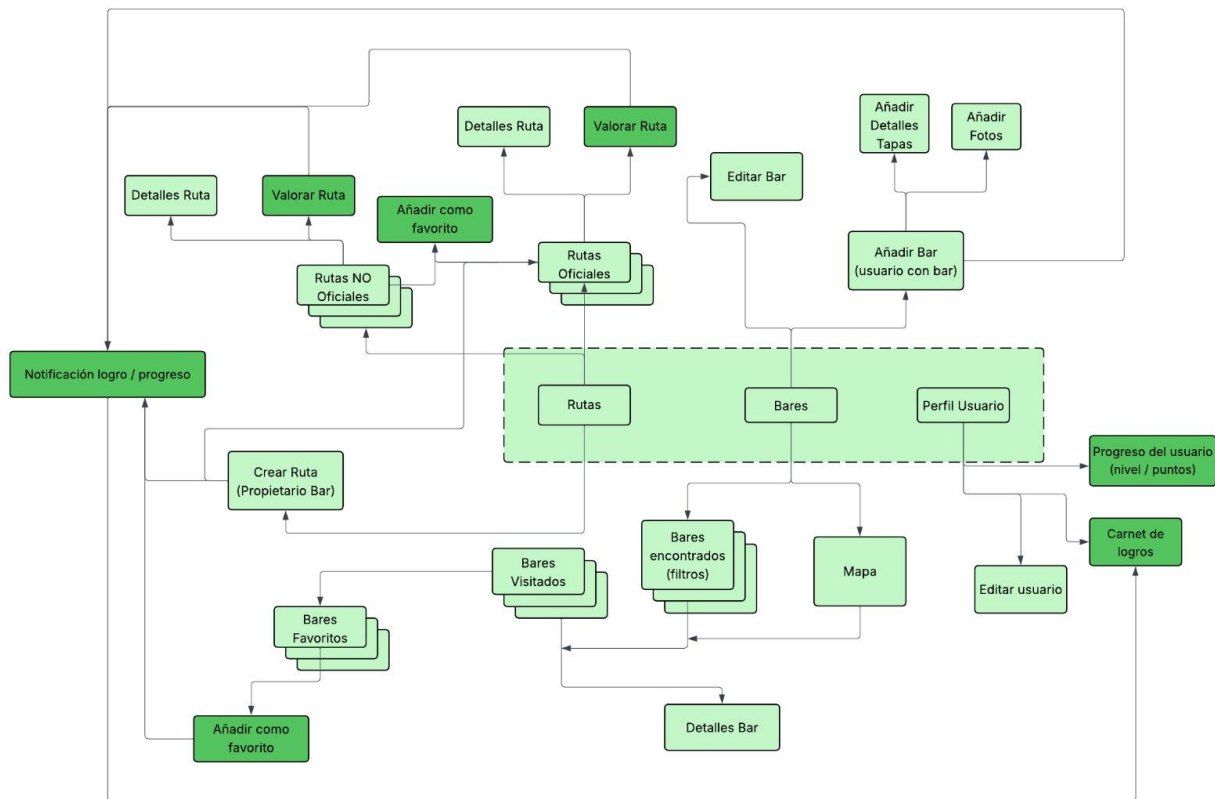 Añadir
Detalles
Tapas
Añadir
Fotos
Detalles Ruta
Valorar Ruta
Editar Bar
Detalles Ruta
Valorar Ruta
Añadir como
favorito
Añadir Bar
(usuario con bar)
Rutas
Oficiales
Rutas NO
Oficiales
Notificación logro / progreso
Rutas
Bares
Perfil Usuario
Progreso del usuario
(nivel / puntos)
Crear Ruta
(Propietario Bar)
Bares
encontrados
(filtros)
Carnet de
logros
Bares
Visitados
Mapa
Editar usuario
Bares
Favoritos
Detalles Bar
Añadir como
favorito